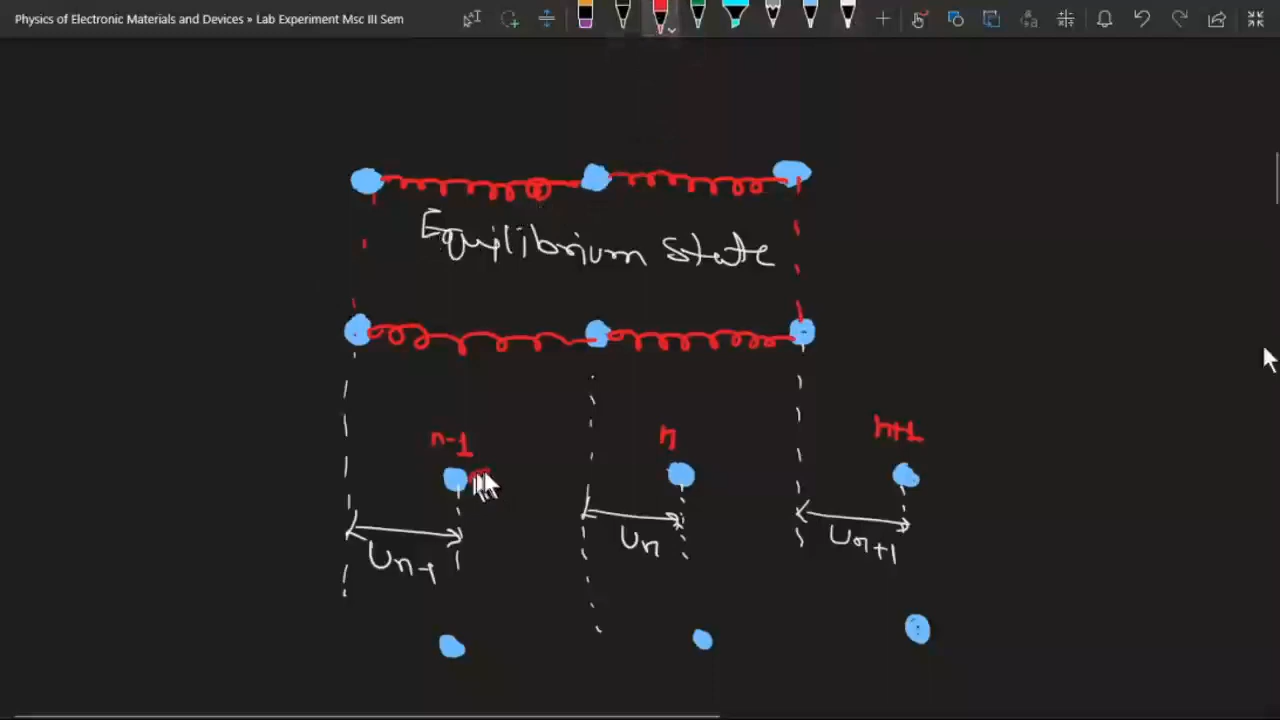 Physics of Electronic Materials and Devices » Lab Experiment Msc III Sem
Equilibrium state
n-1 n n+1
Un-1 Un Un+1